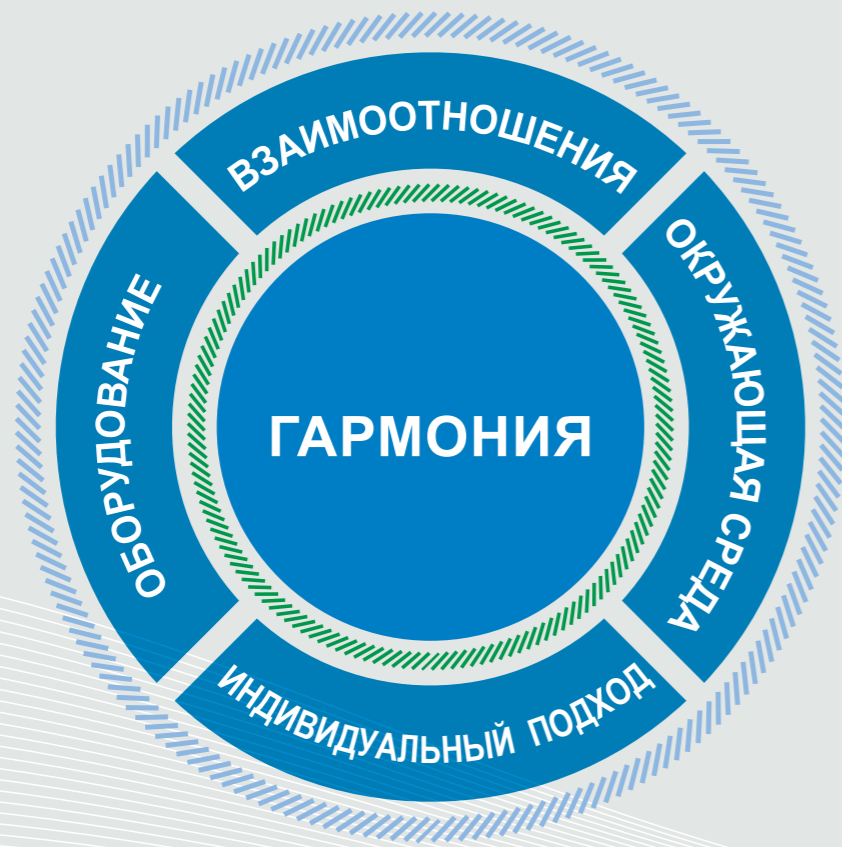 ВЗАИМООТНОШЕНИЯ
ОКРУЖАЮЩАЯ СРЕДА
ИНДИВИДУАЛЬНЫЙ ПОДХОД
ОБОРУДОВАНИЕ
ГАРМОНИЯ